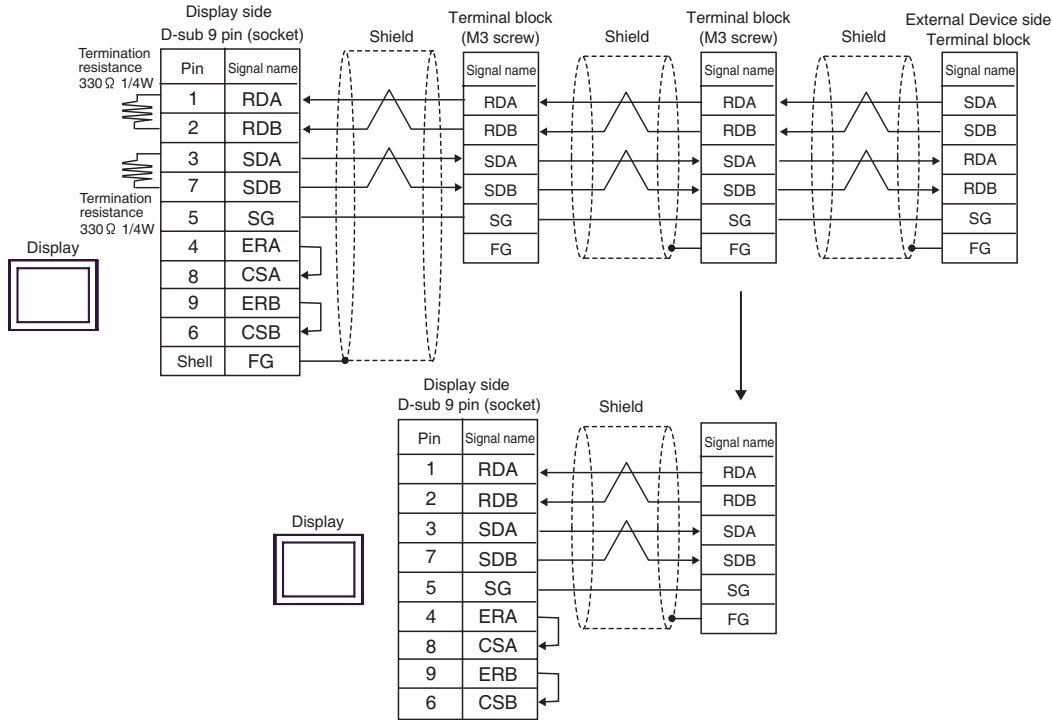 Display side
D-sub 9 pin (socket)
Shield
Terminal block
(M3 screw)
Shield
Terminal block
(M3 screw)
Shield
External Device side
Terminal block
Termination
resistance
330 Ω 1/4W
Pin Signal name
1 RDA
2 RDB
3 SDA
7 SDB
5 SG
4 ERA
8 CSA
9 ERB
6 CSB
Shell FG
Termination
resistance
330 Ω 1/4W
Display
Signal name
RDA
RDB
SDA
SDB
SG
FG
Signal name
RDA
RDB
SDA
SDB
SG
FG
Signal name
SDA
SDB
RDA
RDB
SG
FG
Display side
D-sub 9 pin (socket)
Shield
Pin Signal name
1 RDA
2 RDB
3 SDA
7 SDB
5 SG
4 ERA
8 CSA
9 ERB
6 CSB
Display
Signal name
RDA
RDB
SDA
SDB
SG
FG